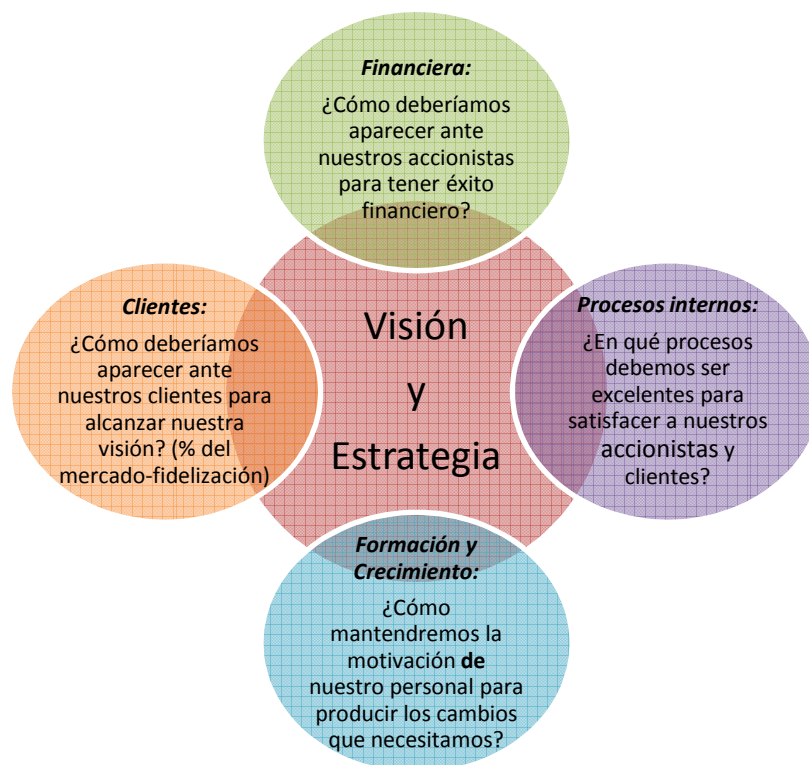 Financiera:
¿Cómo deberíamos
aparecer ante
nuestros accionistas
para tener éxito
financiero?
Clientes:
¿Cómo deberíamos
aparecer ante
nuestros clientes para
alcanzar nuestra
visión? (% del
mercado-fidelización)
Visión
y
Estrategia
Procesos internos:
¿En qué procesos
debemos ser
excelentes para
satisfacer a nuestros
accionistas y
clientes?
Formación y
Crecimiento:
¿Cómo
mantendremos la
motivación de
nuestro personal para
producir los cambios
que necesitamos?